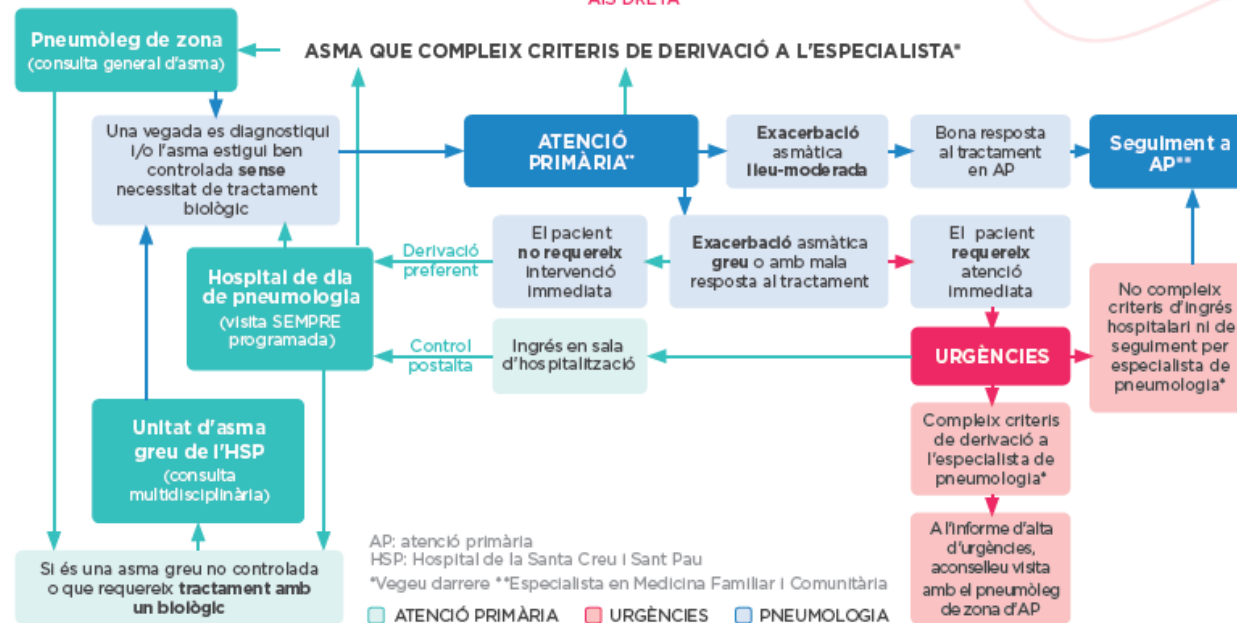 AIS DRETA
Pneumòleg de zona
(consulta general d'asma)
ASMA QUE COMPLEIX CRITERIS DE DERIVACIÓ A L'ESPECIALISTA*
Una vegada es diagnostiqui
i/o l'asma estigui ben
controlada sense
necessitat de tractament
biològic
ATENCIÓ
PRIMÀRIA**
Exacerbació
asmàtica
lleu-moderada
Bona resposta
al tractament
en AP
Seguiment a
AP**
Hospital de dia
de pneumologia
(visita SEMPRE
programada)
Derivació
preferent
El pacient
no requereix
intervenció
immediata
Exacerbació asmàtica
greu o amb mala
resposta al tractament
El pacient
requereix
atenció
immediata
No compleix
criteris d'ingrés
hospitalari ni de
seguiment per
especialista de
pneumologia*
Control
postalta
Ingrés en sala
d'hospitalització
URGÈNCIES
Unitat d'asma
greu de l'HSP
(consulta
multidisciplinària)
Compleix criteris
de derivació a
l'especialista de
pneumologia*
Si és una asma greu no controlada
o que requereix tractament amb
un biològic
A l'informe d'alta
d'urgències,
aconselleu visita
amb el pneumòleg
de zona d'AP
AP: atenció primària
HSP: Hospital de la Santa Creu i Sant Pau
*Vegeu darrere **Especialista en Medicina Familiar i Comunitària
ATENCIÓ PRIMÀRIA URGÈNCIES PNEUMOLOGIA